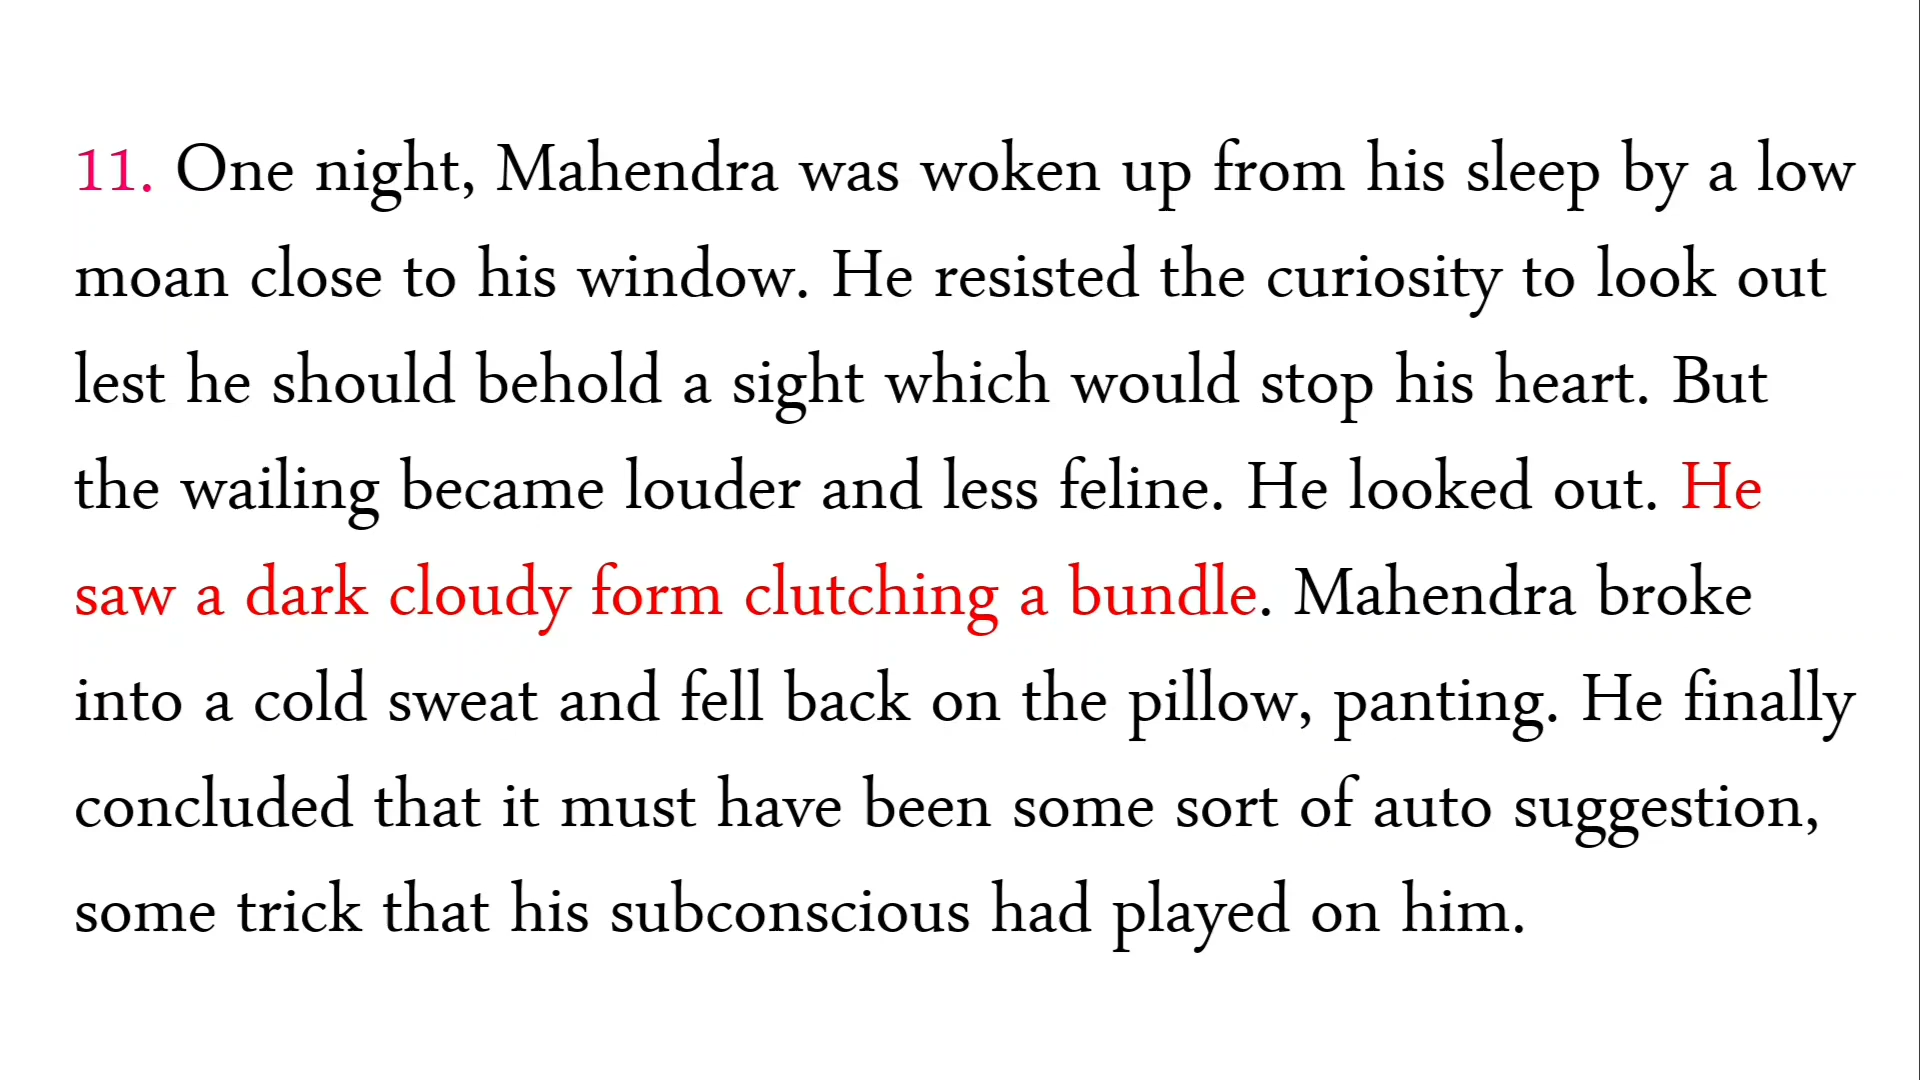 11. One night, Mahendra was woken up from his sleep by a low
moan close to his window. He resisted the curiosity to look out
lest he should behold a sight which would stop his heart. But
the wailing became louder and less feline. He looked out. He
saw a dark cloudy form clutching a bundle. Mahendra broke
into a cold sweat and fell back on the pillow, panting. He finally
concluded that it must have been some sort of auto suggestion,
some trick that his subconscious had played on him.